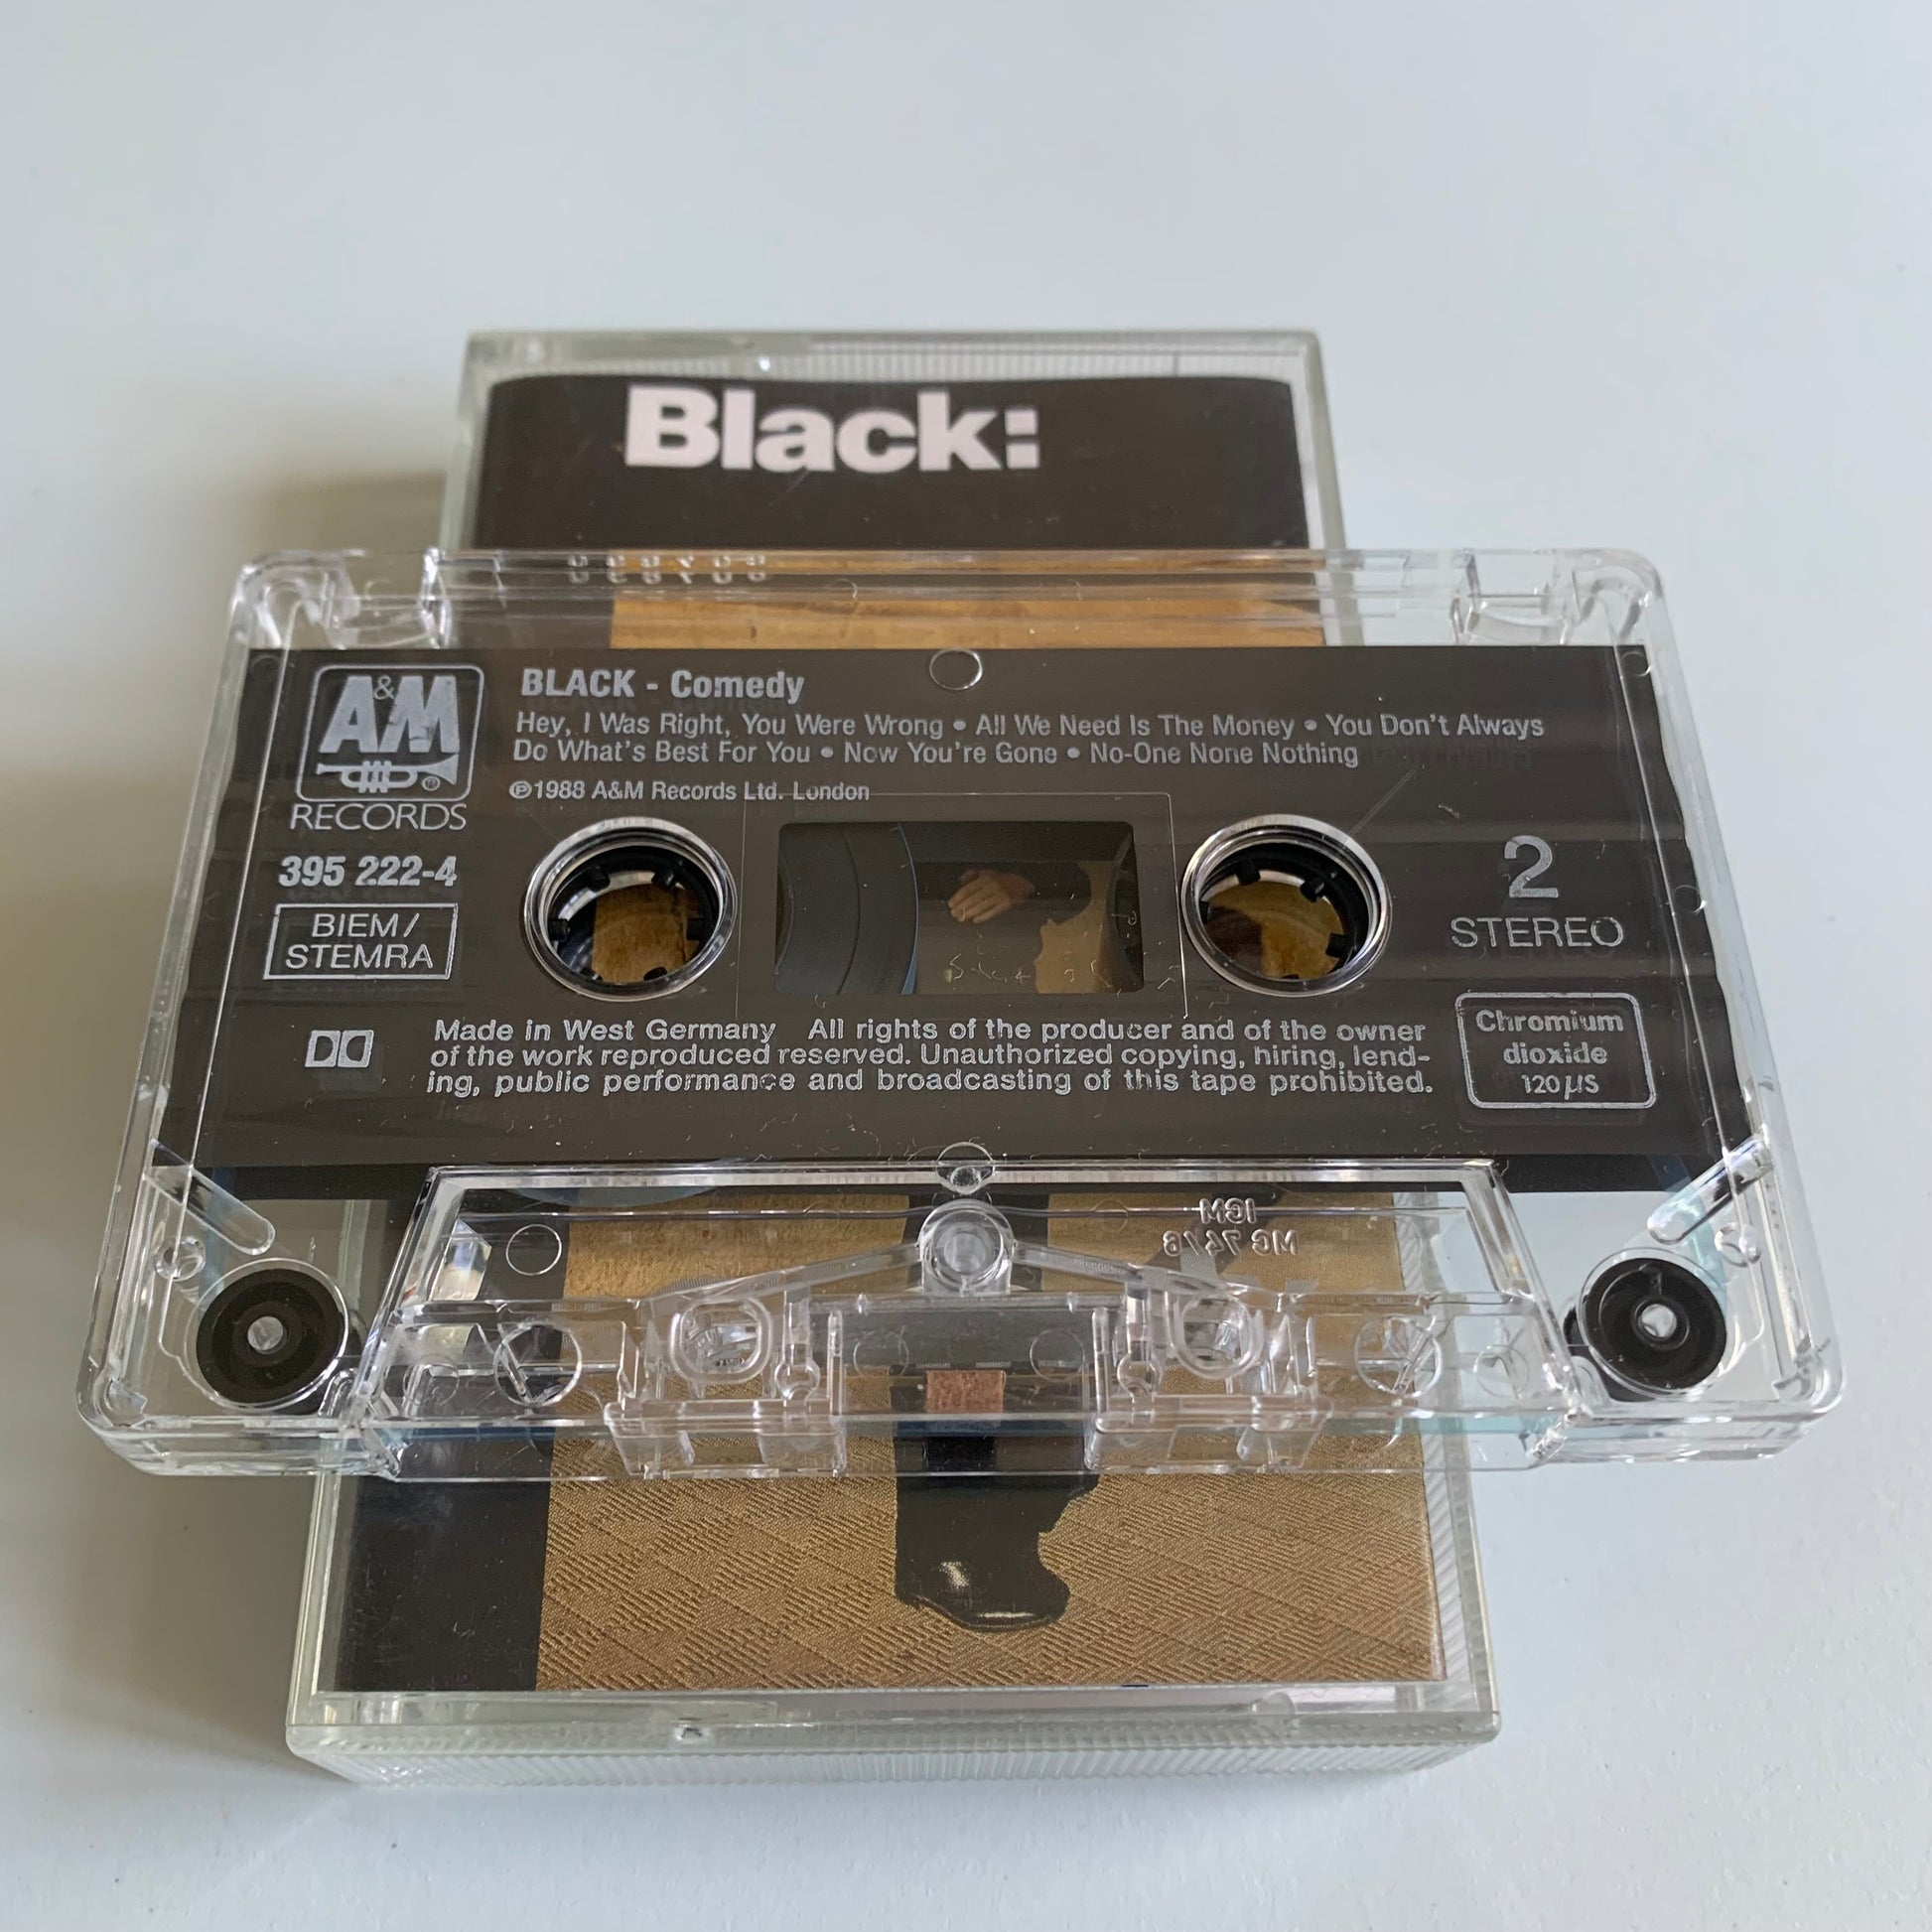 Black:
A&M
RECORDS
395 222-4
BIEM/
STEMRA
BLACK - Comedy
Hey, I Was Right, You Were Wrong • All We Need Is The Money • You Don't Always
Do What's Best For You • Now You're Gone • No-One None Nothing
℗1988 A&M Records Ltd. London
2
STEREO
Made in West Germany All rights of the producer and of the owner
of the work reproduced reserved. Unauthorized copying, hiring, lend-
ing, public performance and broadcasting of this tape prohibited.
Chromium
dioxide
120 μs
ICM
MC 74/6